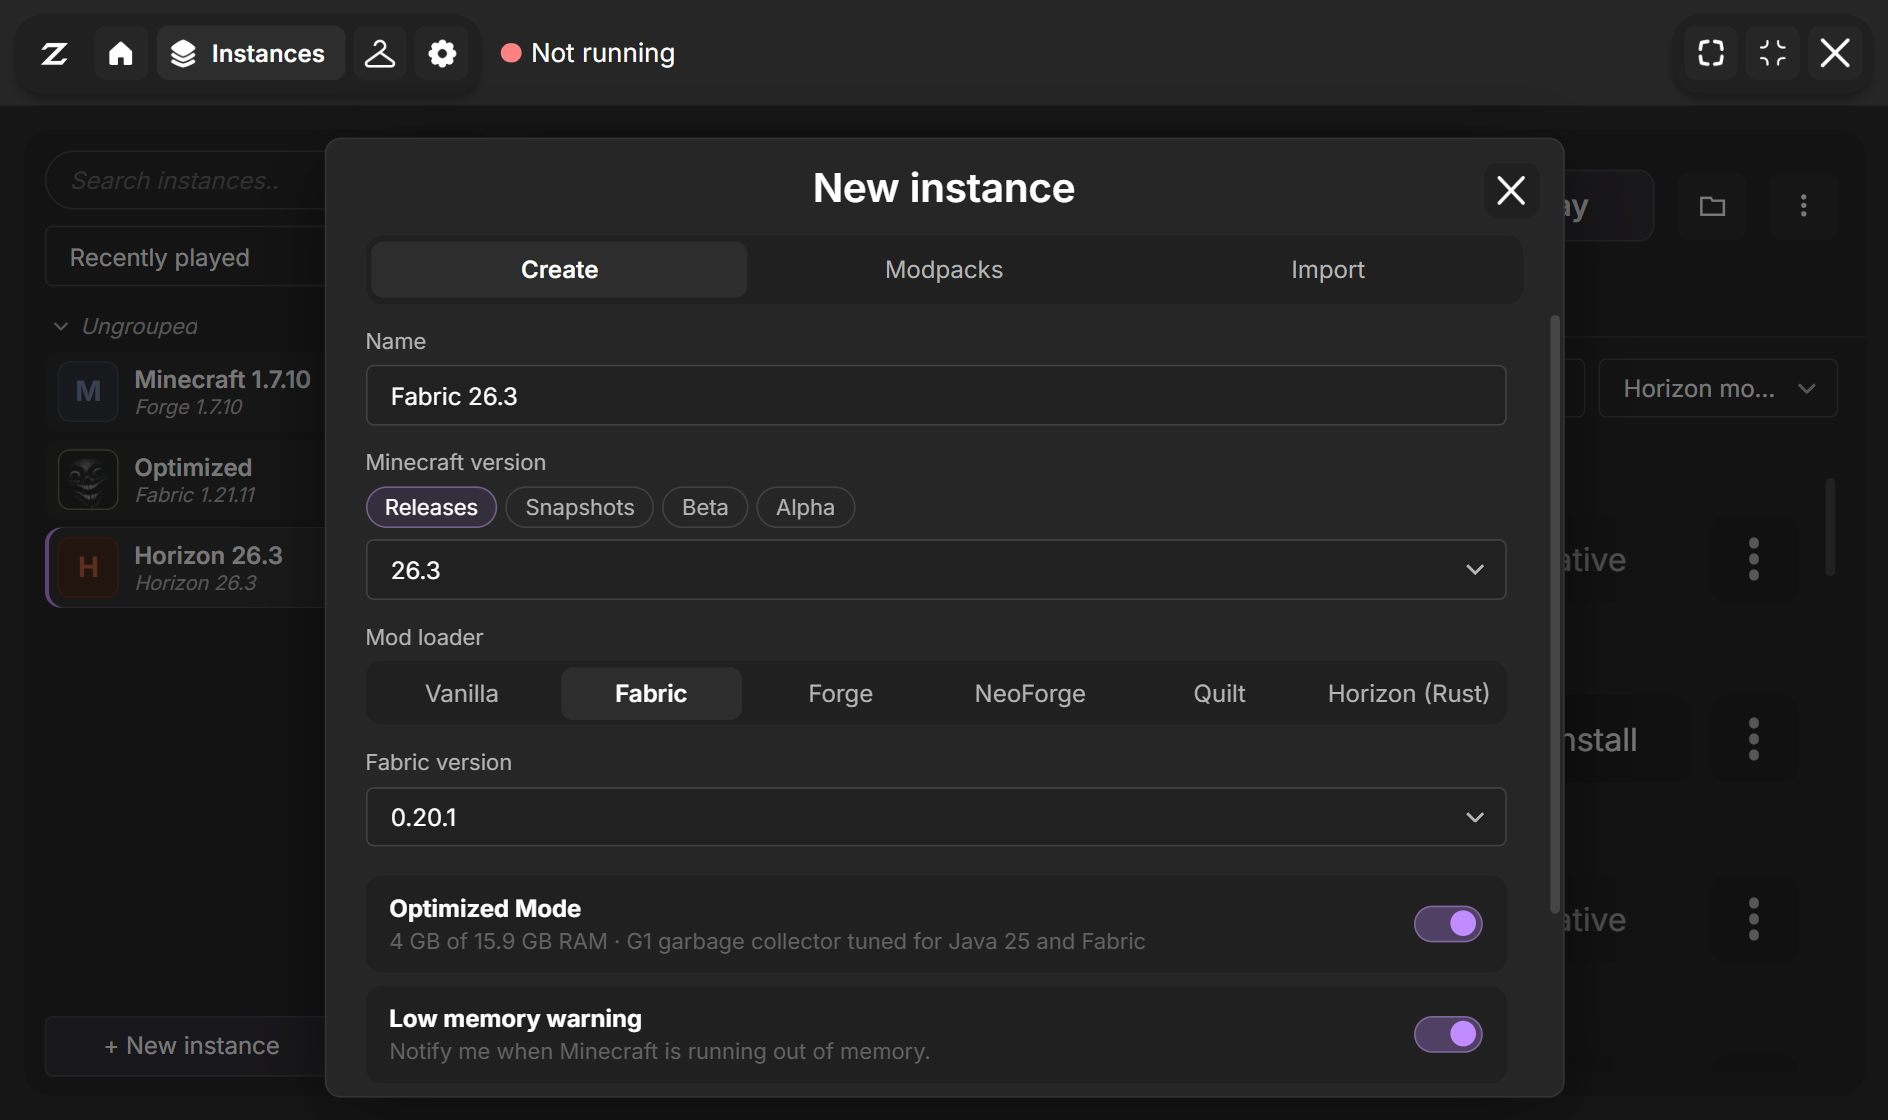 Instances
Not running
Search instances..
Recently played
Ungrouped
M
Minecraft 1.7.10
Forge 1.7.10
Optimized
Fabric 1.21.11
H
Horizon 26.3
Horizon 26.3
+ New instance
New instance
Create
Modpacks
Import
Name
Fabric 26.3
Minecraft version
Releases
Snapshots
Beta
Alpha
26.3
Mod loader
Vanilla
Fabric
Forge
NeoForge
Quilt
Horizon (Rust)
Fabric version
0.20.1
Optimized Mode
4 GB of 15.9 GB RAM · G1 garbage collector tuned for Java 25 and Fabric
Low memory warning
Notify me when Minecraft is running out of memory.
Horizon mo...